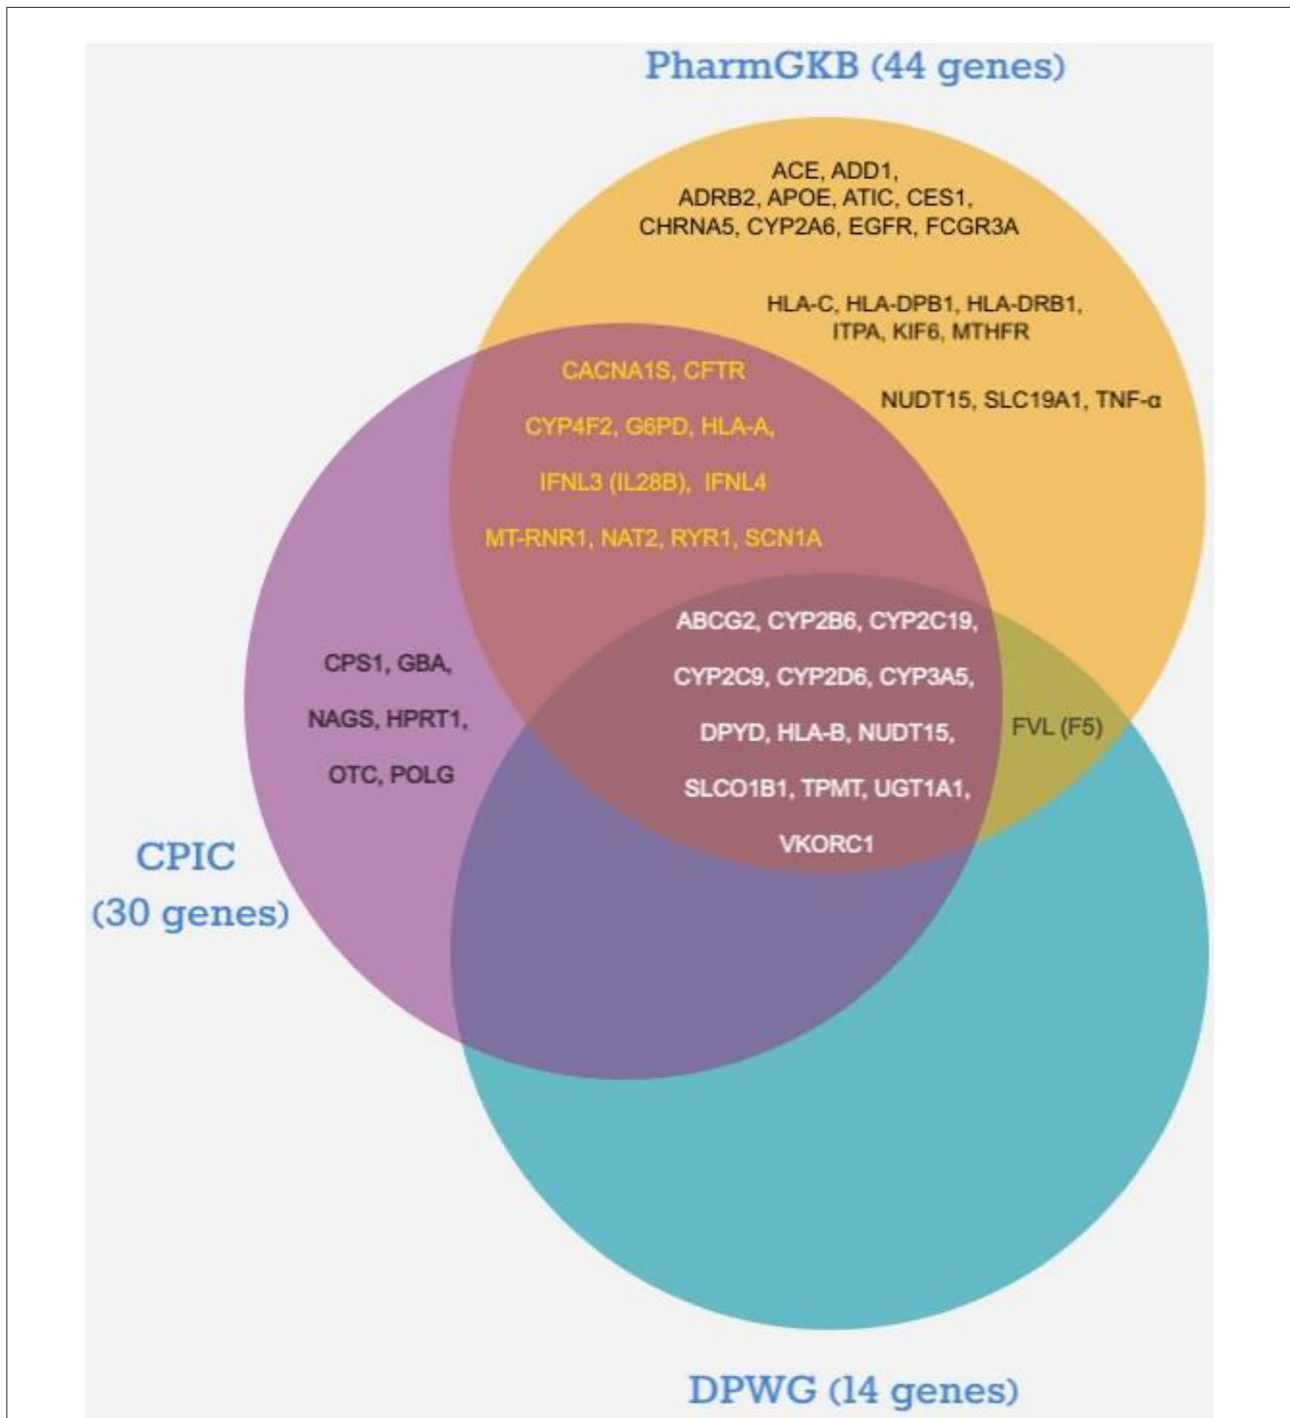 PharmGKB (44 genes)
ACE, ADD1,
ADRB2, APOE, ATIC, CES1,
CHRNA5, CYP2A6, EGFR, FCGR3A
HLA-C, HLA-DPB1, HLA-DRB1,
ITPA, KIF6, MTHFR
NUDT15, SLC19A1, TNF-α
CACNA1S, CFTR
CYP4F2, G6PD, HLA-A,
IFNL3 (IL28B), IFNL4
MT-RNR1, NAT2, RYR1, SCN1A
ABCG2, CYP2B6, CYP2C19,
CYP2C9, CYP2D6, CYP3A5,
DPYD, HLA-B, NUDT15,
SLCO1B1, TPMT, UGT1A1,
VKORC1
FVL (F5)
CPS1, GBA,
NAGS, HPRT1,
OTC, POLG
CPIC
(30 genes)
DPWG (14 genes)